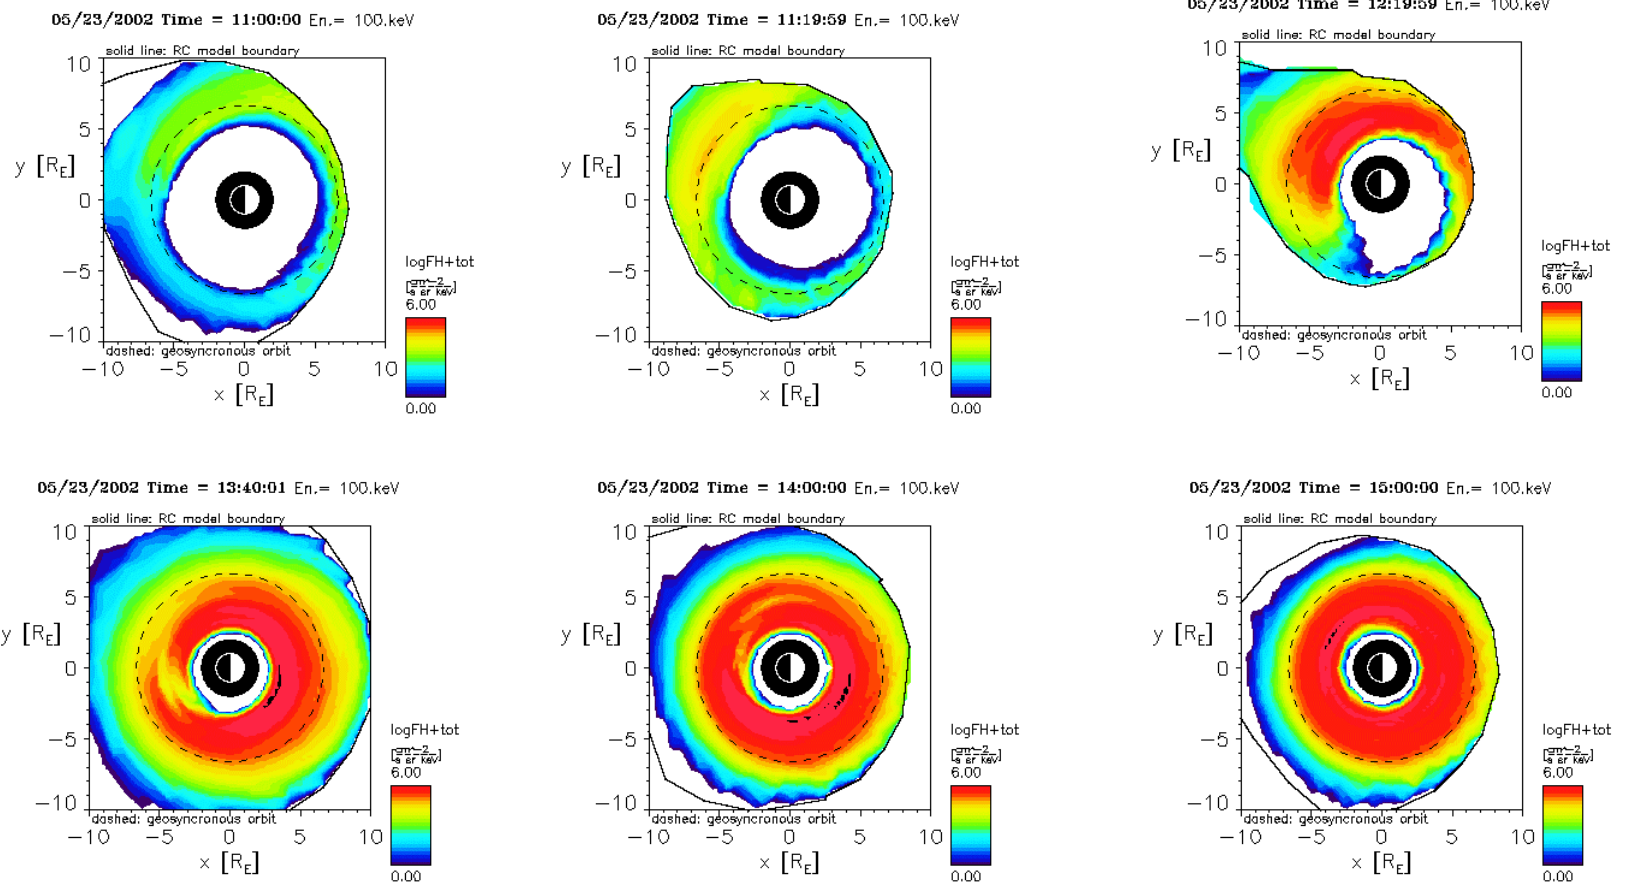 05/23/2002 Time = 11:00:00 En.= 100.keV
solid line: RC model boundary
10
5
0
−5
−10
y [RE]
dashed: geosyncronous orbit
−10 −5 0 5 10
x [RE]
logFH+tot
6.00
0.00
05/23/2002 Time = 11:19:59 En.= 100.keV
solid line: RC model boundary
10
5
0
−5
−10
y [RE]
dashed: geosyncronous orbit
−10 −5 0 5 10
x [RE]
logFH+tot
6.00
0.00
05/23/2002 Time = 12:19:59 En.= 100.keV
solid line: RC model boundary
10
5
0
−5
−10
y [RE]
dashed: geosyncronous orbit
−10 −5 0 5 10
x [RE]
logFH+tot
6.00
0.00
05/23/2002 Time = 13:40:01 En.= 100.keV
solid line: RC model boundary
10
5
0
−5
−10
y [RE]
dashed: geosyncronous orbit
−10 −5 0 5 10
x [RE]
logFH+tot
6.00
0.00
05/23/2002 Time = 14:00:00 En.= 100.keV
solid line: RC model boundary
10
5
0
−5
−10
y [RE]
dashed: geosyncronous orbit
−10 −5 0 5 10
x [RE]
logFH+tot
6.00
0.00
05/23/2002 Time = 15:00:00 En.= 100.keV
solid line: RC model boundary
10
5
0
−5
−10
y [RE]
dashed: geosyncronous orbit
−10 −5 0 5 10
x [RE]
logFH+tot
6.00
0.00